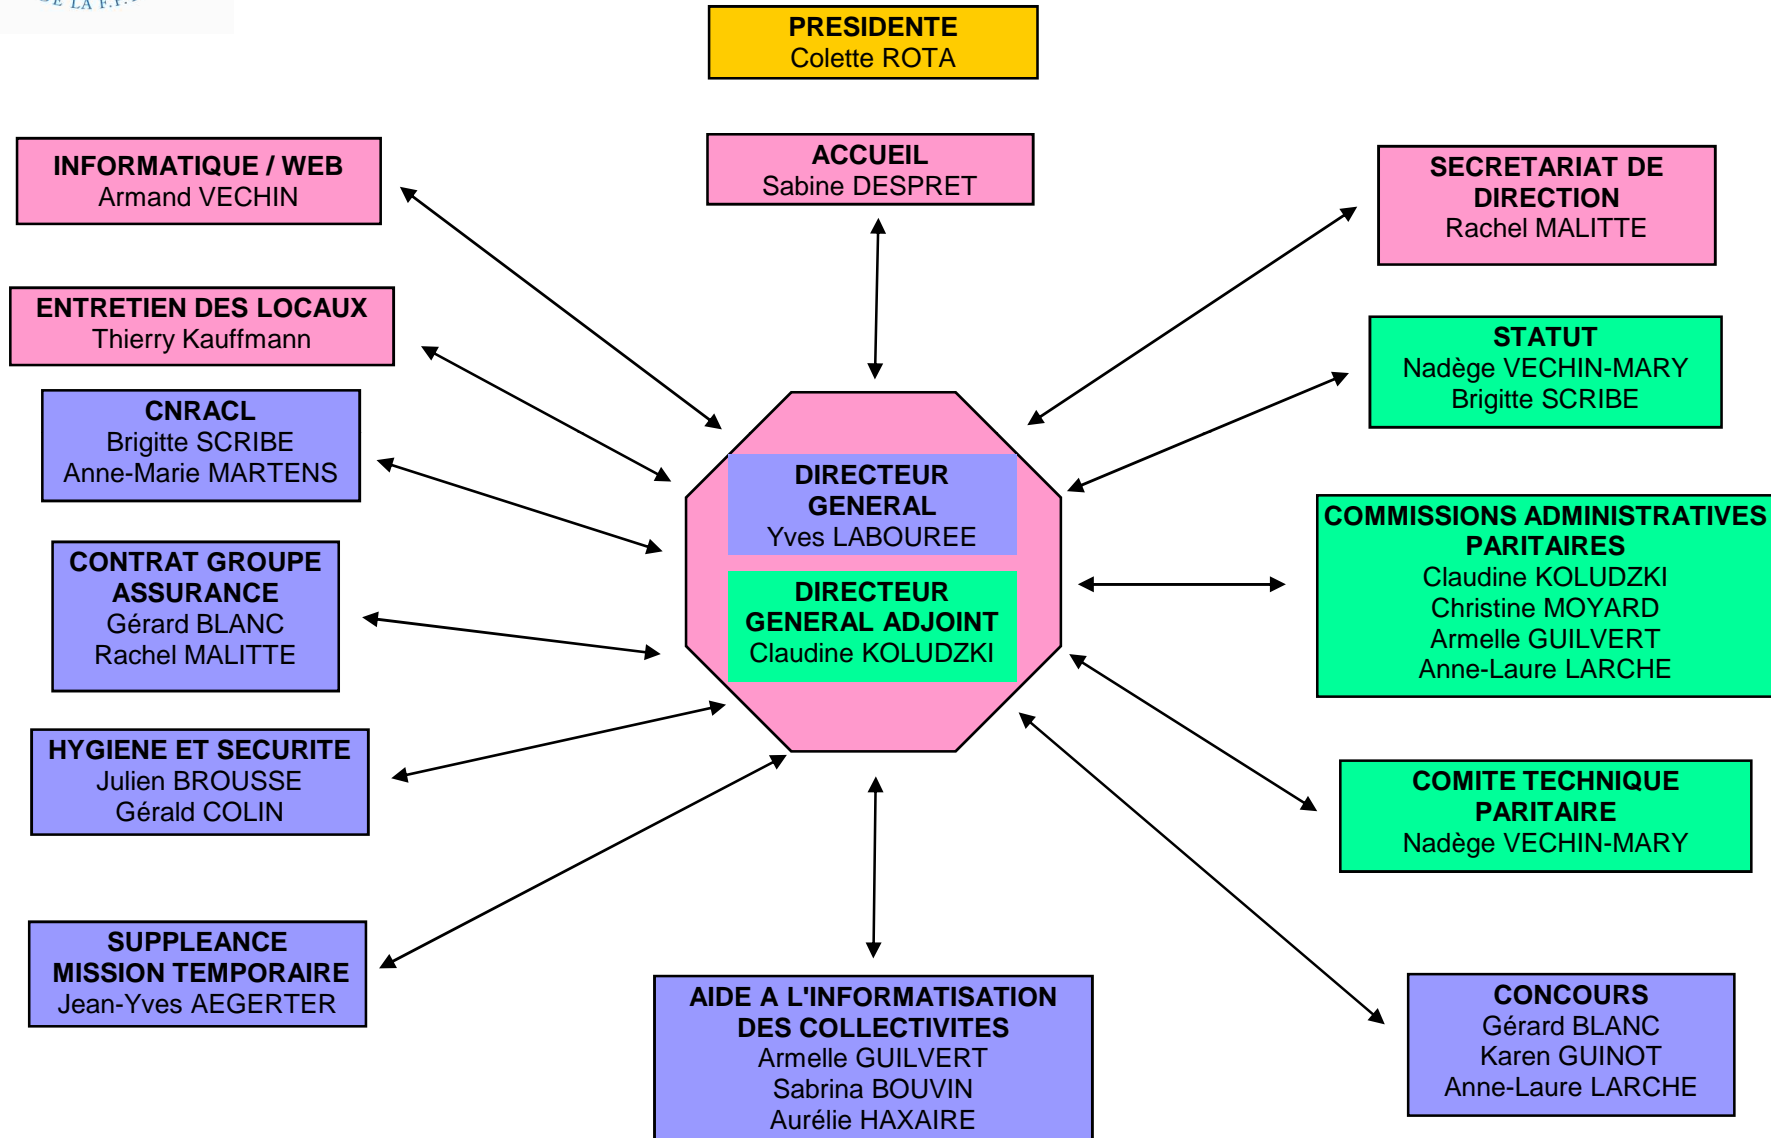 DE LA F.P.
PRESIDENTE
Colette ROTA
INFORMATIQUE / WEB
Armand VECHIN
ACCUEIL
Sabine DESPRET
SECRETARIAT DE
DIRECTION
Rachel MALITTE
ENTRETIEN DES LOCAUX
Thierry Kauffmann
STATUT
Nadège VECHIN-MARY
Brigitte SCRIBE
CNRACL
Brigitte SCRIBE
Anne-Marie MARTENS
DIRECTEUR
GENERAL
Yves LABOUREE
DIRECTEUR
GENERAL ADJOINT
Claudine KOLUDZKI
COMMISSIONS ADMINISTRATIVES
PARITAIRES
Claudine KOLUDZKI
Christine MOYARD
Armelle GUILVERT
Anne-Laure LARCHE
CONTRAT GROUPE
ASSURANCE
Gérard BLANC
Rachel MALITTE
HYGIENE ET SECURITE
Julien BROUSSE
Gérald COLIN
COMITE TECHNIQUE
PARITAIRE
Nadège VECHIN-MARY
SUPPLEANCE
MISSION TEMPORAIRE
Jean-Yves AEGERTER
AIDE A L'INFORMATISATION
DES COLLECTIVITES
Armelle GUILVERT
Sabrina BOUVIN
Aurélie HAXAIRE
CONCOURS
Gérard BLANC
Karen GUINOT
Anne-Laure LARCHE